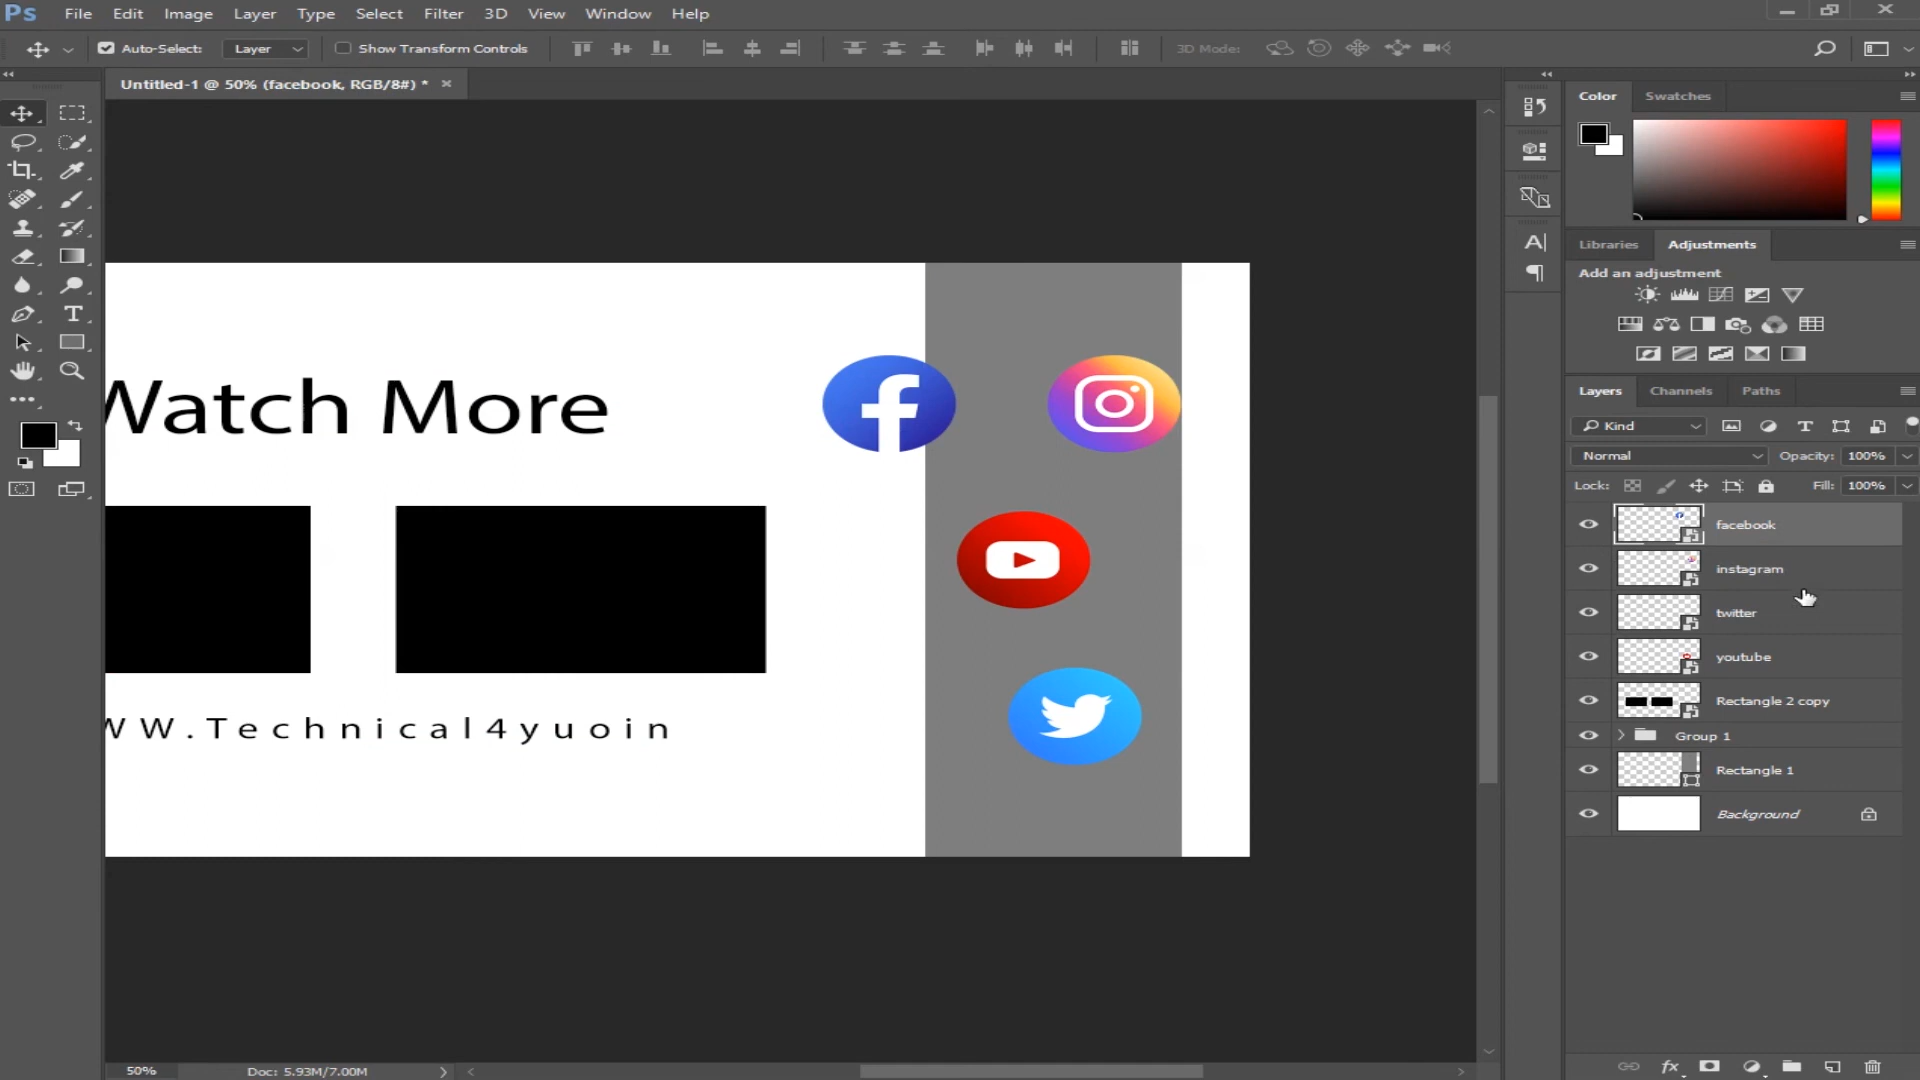 Ps File Edit Image Layer Type Select Filter 3D View Window Help
Auto-Select: Layer Show Transform Controls 3D Mode:
Untitled-1 @ 50% (facebook, RGB/8#) *
Color Swatches
Libraries Adjustments
Add an adjustment
Layers Channels Paths
Kind
Normal Opacity: 100%
Lock: Fill: 100%
facebook
instagram
twitter
youtube
Rectangle 2 copy
Group 1
Rectangle 1
Background
Watch More
WW.Technical4yuoin
50% Doc: 5.93M/7.00M